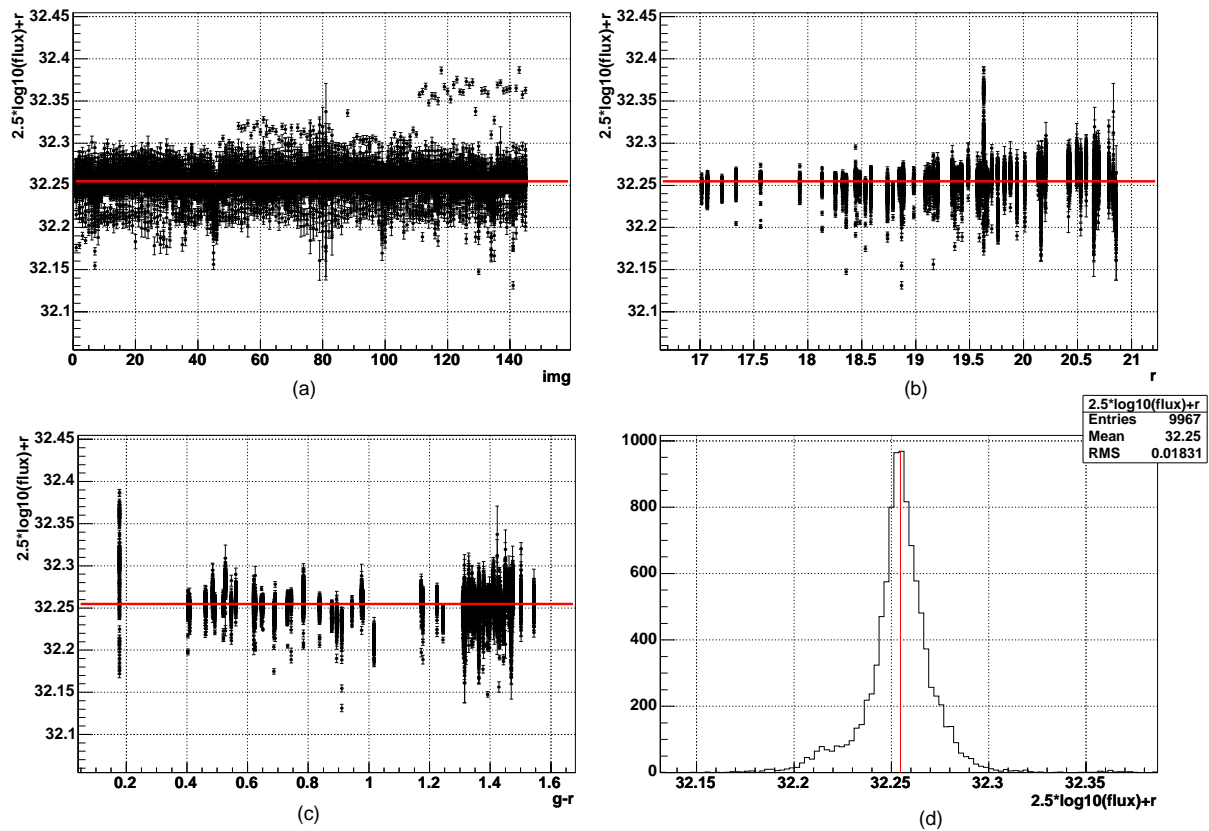 2.5*log10(flux)+r
32.45
32.4
32.35
32.3
32.25
32.2
32.15
32.1
0 20 40 60 80 100 120 140
img
(a)
2.5*log10(flux)+r
32.45
32.4
32.35
32.3
32.25
32.2
32.15
32.1
17 17.5 18 18.5 19 19.5 20 20.5 21
r
(b)
2.5*log10(flux)+r
32.45
32.4
32.35
32.3
32.25
32.2
32.15
32.1
0.2 0.4 0.6 0.8 1 1.2 1.4 1.6
g-r
(c)
2.5*log10(flux)+r
Entries 9967
Mean 32.25
RMS 0.01831
1000
800
600
400
200
0
32.15 32.2 32.25 32.3 32.35
2.5*log10(flux)+r
(d)